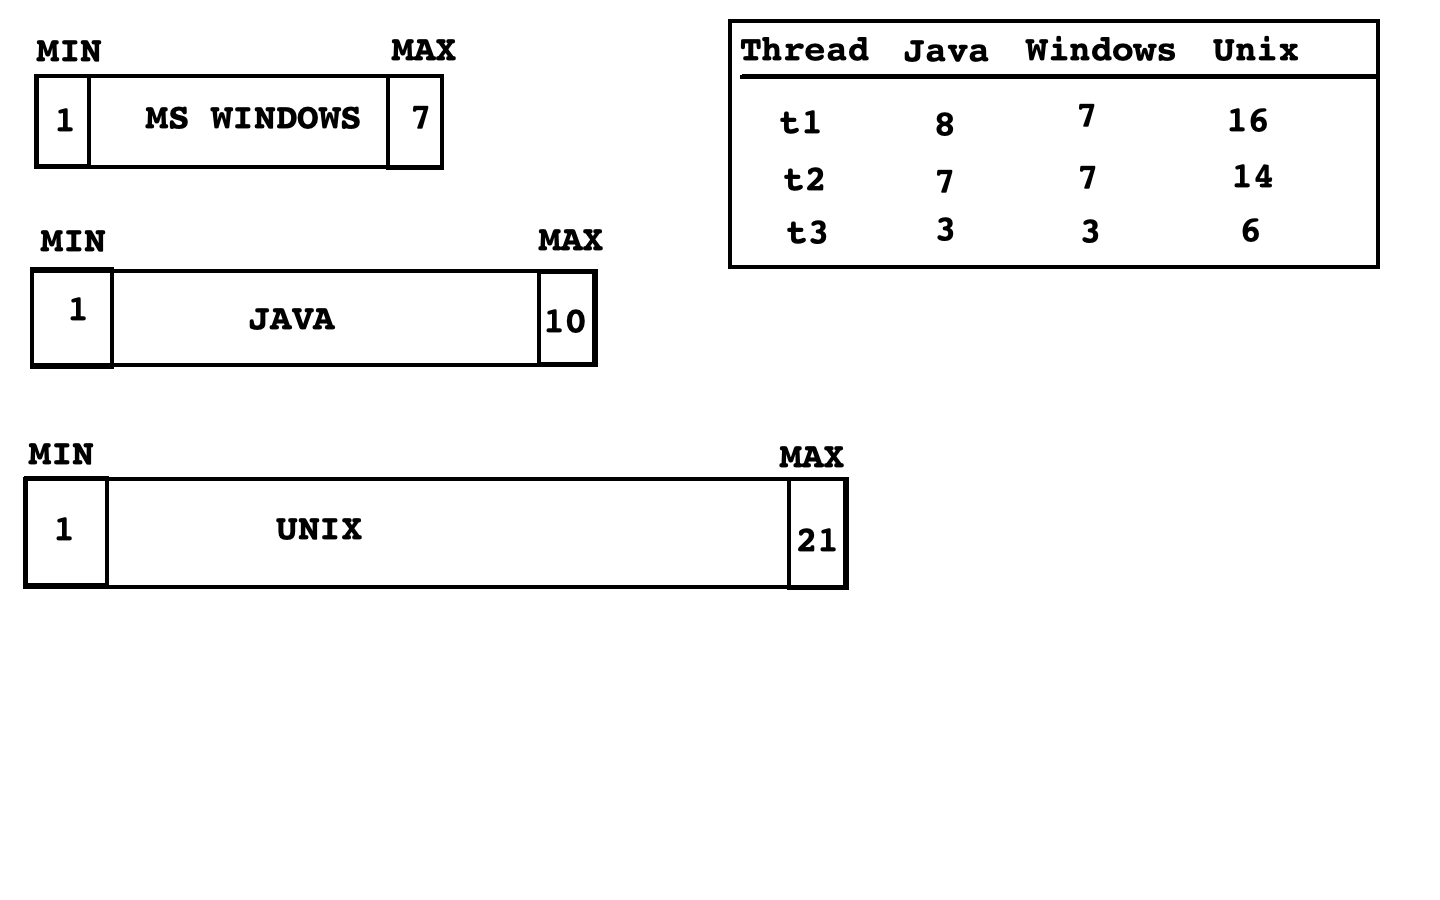 MIN MAX
1 MS WINDOWS 7
MIN MAX
1 JAVA 10
MIN MAX
1 UNIX 21
Thread Java Windows Unix
t1 8 7 16
t2 7 7 14
t3 3 3 6